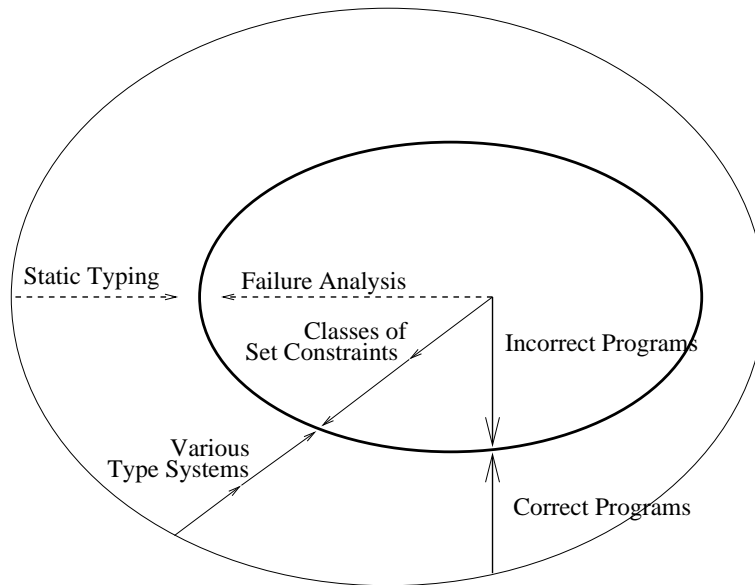 Static Typing
Failure Analysis
Classes of
Set Constraints
Incorrect Programs
Various
Type Systems
Correct Programs